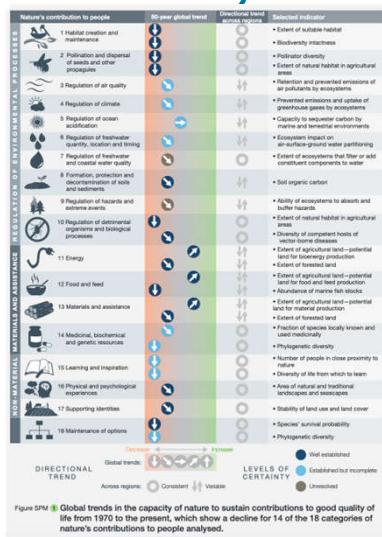 Nature's contribution to people
50-year global trend
Directional trend
across regions
Selected indicator
REGULATION OF ENVIRONMENTAL PROCESSES
1 Habitat creation and
maintenance
• Extent of suitable habitat
• Biodiversity intactness
2 Pollination and dispersal
of seeds and other
propagules
• Pollinator diversity
• Extent of natural habitat in agricultural
areas
3 Regulation of air quality
• Retention and prevented emissions of
air pollutants by ecosystems
4 Regulation of climate
• Prevented emissions and uptake of
greenhouse gases by ecosystems
5 Regulation of ocean
acidification
• Capacity to sequester carbon by
marine and terrestrial environments
6 Regulation of freshwater
quantity, location and timing
• Ecosystem impact on
air-surface-ground water partitioning
7 Regulation of freshwater
and coastal water quality
• Extent of ecosystems that filter or add
constituent components to water
8 Formation, protection and
decontamination of soils
and sediments
• Soil organic carbon
9 Regulation of hazards and
extreme events
• Ability of ecosystems to absorb and
buffer hazards
10 Regulation of detrimental
organisms and biological
processes
• Extent of natural habitat in agricultural
areas
• Diversity of competent hosts of
vector-borne diseases
MATERIALS AND ASSISTANCE
11 Energy
• Extent of agricultural land—potential
land for bioenergy production
• Extent of forested land
12 Food and feed
• Extent of agricultural land—potential
land for food and feed production
• Abundance of marine fish stocks
13 Materials and assistance
• Extent of agricultural land—potential
land for material production
• Extent of forested land
14 Medicinal, biochemical
and genetic resources
• Fraction of species locally known and
used medicinally
• Phylogenetic diversity
NON-MATERIAL
15 Learning and inspiration
• Number of people in close proximity to
nature
• Diversity of life from which to learn
16 Physical and psychological
experiences
• Area of natural and traditional
landscapes and seascapes
17 Supporting identities
• Stability of land use and land cover
18 Maintenance of options
• Species' survival probability
• Phylogenetic diversity
Decrease
Increase
DIRECTIONAL
TREND
Global trends:
Across regions:
Consistent
Variable
LEVELS OF
CERTAINTY
Well established
Established but incomplete
Unresolved
Figure SPM 1 Global trends in the capacity of nature to sustain contributions to good quality of
life from 1970 to the present, which show a decline for 14 of the 18 categories of
nature's contributions to people analysed.